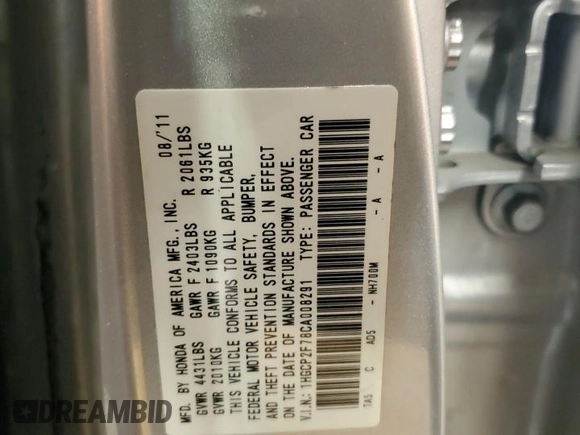 MFD. BY HONDA OF AMERICA MFG., INC. 08/'11
GVWR 4431LBS GAWR F 2403LBS R 2061LBS
GVWR 2010KG GAWR F 1090KG R 935KG
THIS VEHICLE CONFORMS TO ALL APPLICABLE
FEDERAL MOTOR VEHICLE SAFETY, BUMPER,
AND THEFT PREVENTION STANDARDS IN EFFECT
ON THE DATE OF MANUFACTURE SHOWN ABOVE.
V.I.N.: 1HGCP2F78CA008291 TYPE: PASSENGER CAR
TA5 C AD5 - NH700M - A - A
DREAMBID